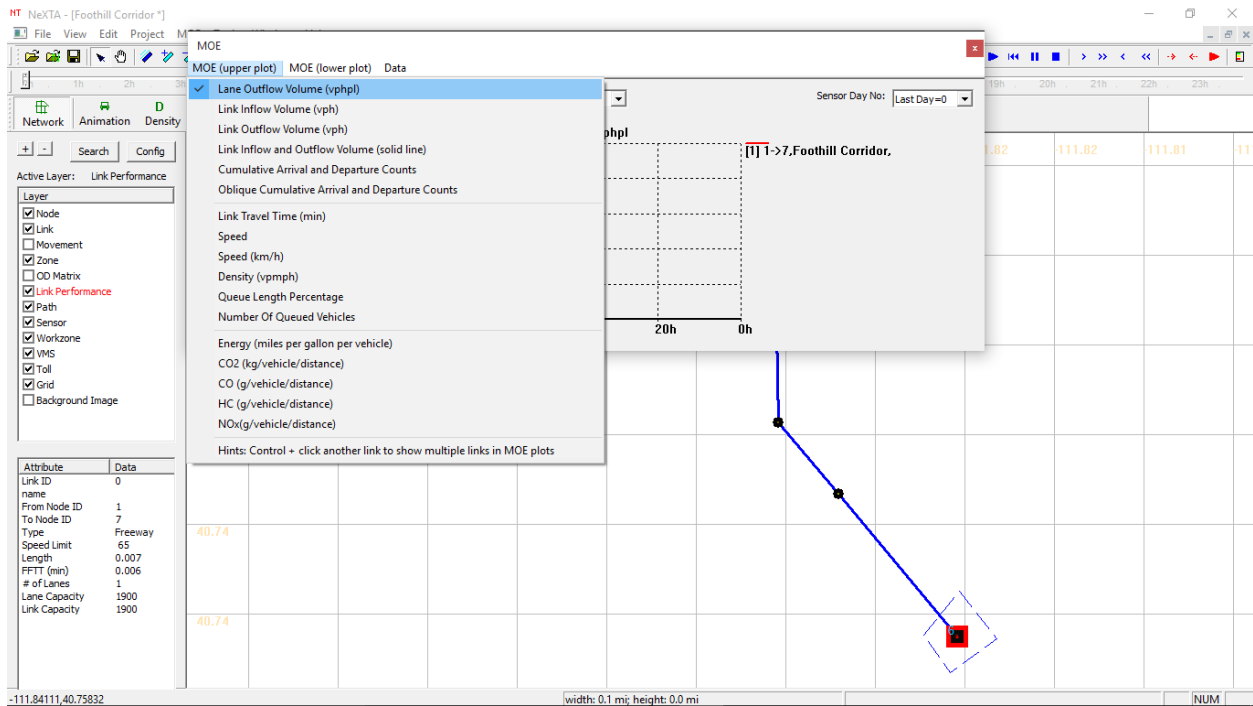 NeXTA - [Foothill Corridor *]
File View Edit Project
MOE
MOE (upper plot) MOE (lower plot) Data
Lane Outflow Volume (vphpl)
Link Inflow Volume (vph)
Link Outflow Volume (vph)
Link Inflow and Outflow Volume (solid line)
Cumulative Arrival and Departure Counts
Oblique Cumulative Arrival and Departure Counts
Link Travel Time (min)
Speed
Speed (km/h)
Density (vpmph)
Queue Length Percentage
Number Of Queued Vehicles
Energy (miles per gallon per vehicle)
CO2 (kg/vehicle/distance)
CO (g/vehicle/distance)
HC (g/vehicle/distance)
NOx(g/vehicle/distance)
Hints: Control + click another link to show multiple links in MOE plots
Sensor Day No: Last Day=0
phpl
[1] 1->7,Foothill Corridor,
20h 0h
1h 2h 3h 19h 20h 21h 22h 23h
Network Animation Density
+ - Search Config
Active Layer: Link Performance
Layer
Node
Link
Movement
Zone
OD Matrix
Link Performance
Path
Sensor
Workzone
VMS
Toll
Grid
Background Image
Attribute Data
Link ID 0
name
From Node ID 1
To Node ID 7
Type Freeway
Speed Limit 65
Length 0.007
FFTT (min) 0.006
# of Lanes 1
Lane Capacity 1900
Link Capacity 1900
.82 -111.82 -111.81 -11
40.74
40.74
-111.84111,40.75832 width: 0.1 mi; height: 0.0 mi NUM